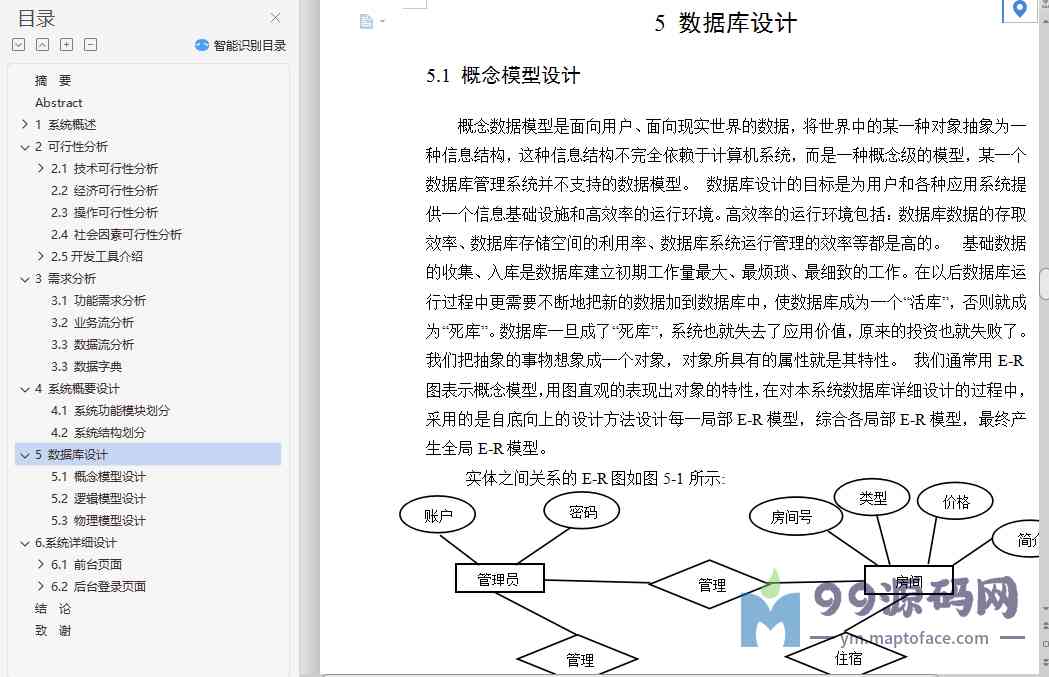 目录
智能识别目录
摘 要
Abstract
1 系统概述
2 可行性分析
2.1 技术可行性分析
2.2 经济可行性分析
2.3 操作可行性分析
2.4 社会因素可行性分析
2.5 开发工具介绍
3 需求分析
3.1 功能需求分析
3.2 业务流分析
3.3 数据流分析
3.3 数据字典
4 系统概要设计
4.1 系统功能模块划分
4.2 系统结构划分
5 数据库设计
5.1 概念模型设计
5.2 逻辑模型设计
5.3 物理模型设计
6.系统详细设计
6.1 前台页面
6.2 后台登录页面
结 论
致 谢
5 数据库设计
5.1 概念模型设计
概念数据模型是面向用户、面向现实世界的数据，将世界中的某一种对象抽象为一
种信息结构，这种信息结构不完全依赖于计算机系统，而是一种概念级的模型，某一个
数据库管理系统并不支持的数据模型。 数据库设计的目标是为用户和各种应用系统提
供一个信息基础设施和高效率的运行环境。高效率的运行环境包括：数据库数据的存取
效率、数据库存储空间的利用率、数据库系统运行管理的效率等都是高的。 基础数据
的收集、入库是数据库建立初期工作量最大、最烦琐、最细致的工作。在以后数据库运
行过程中更需要不断地把新的数据加到数据库中，使数据库成为一个“活库”，否则就成
为“死库”。数据库一旦成了“死库”，系统也就失去了应用价值，原来的投资也就失败了。
我们把抽象的事物想象成一个对象，对象所具有的属性就是其特性。 我们通常用 E-R
图表示概念模型，用图直观的表现出对象的特性，在对本系统数据库详细设计的过程中，
采用的是自底向上的设计方法设计每一局部 E-R 模型，综合各局部 E-R 模型，最终产
生全局 E-R 模型。
实体之间关系的 E-R 图如图 5-1 所示：
账户
密码
房间号
类型
价格
简介
管理员
管理
房间
管理
住宿
99源码网
ym.maptoface.com